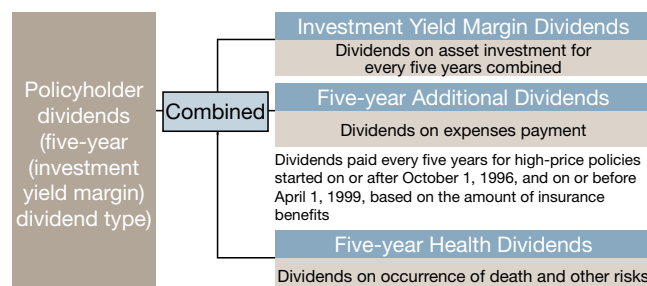 Policyholder
dividends
(five-year
(investment
yield margin)
dividend type)
Combined
Investment Yield Margin Dividends
Dividends on asset investment for
every five years combined
Five-year Additional Dividends
Dividends on expenses payment
Dividends paid every five years for high-price policies
started on or after October 1, 1996, and on or before
April 1, 1999, based on the amount of insurance
benefits
Five-year Health Dividends
Dividends on occurrence of death and other risks